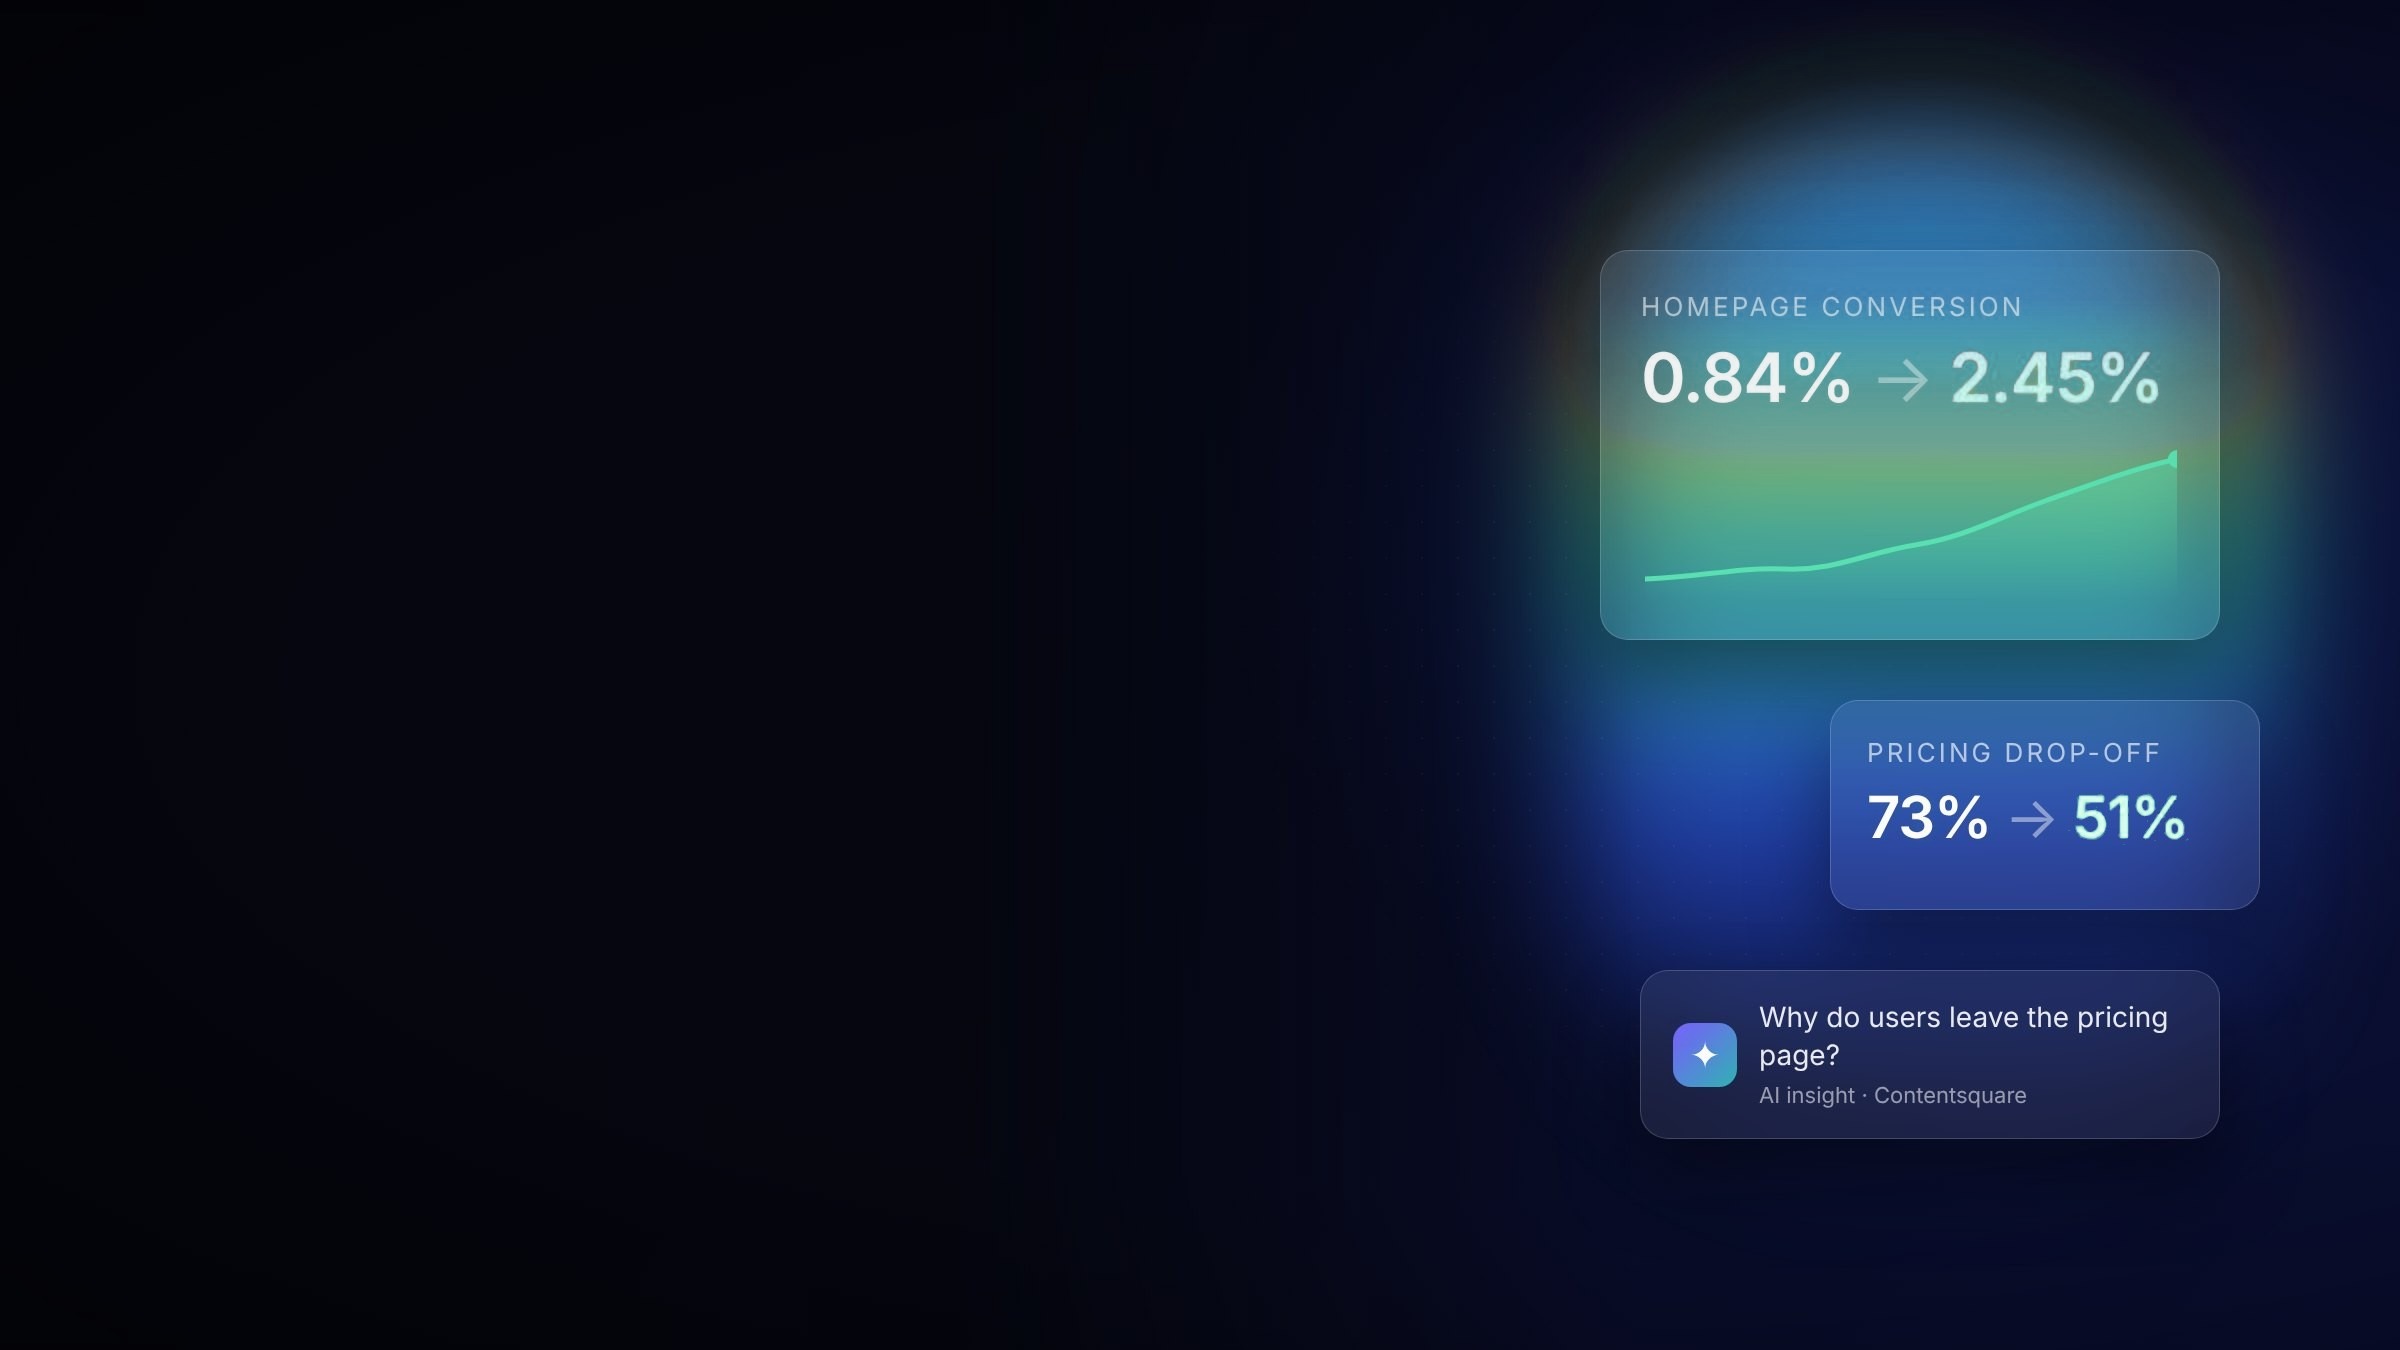 HOMEPAGE CONVERSION
0.84% → 2.45%
PRICING DROP-OFF
73% → 51%
Why do users leave the pricing
page?
AI insight · Contentsquare